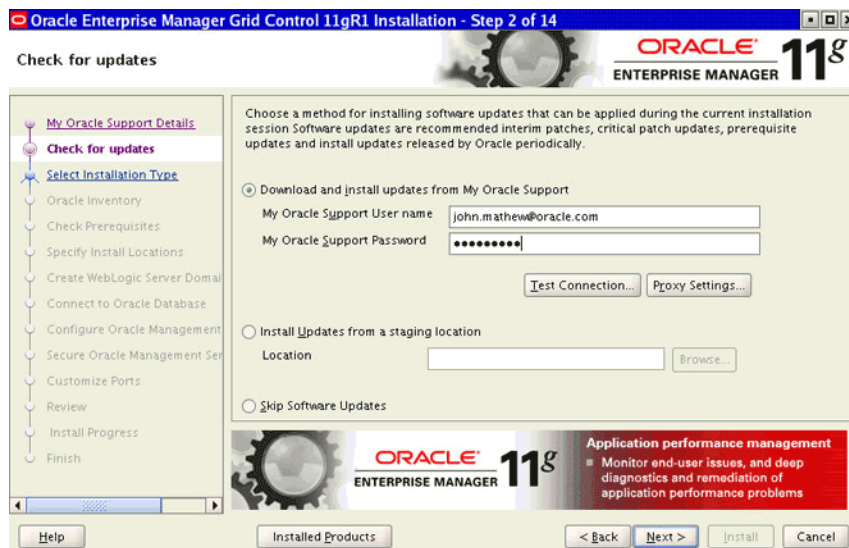 Oracle Enterprise Manager Grid Control 11gR1 Installation - Step 2 of 14
Check for updates
ORACLE
ENTERPRISE MANAGER 11g
My Oracle Support Details
Check for updates
Select Installation Type
Oracle Inventory
Check Prerequisites
Specify Install Locations
Create WebLogic Server Domai
Connect to Oracle Database
Configure Oracle Management
Secure Oracle Management Ser
Customize Ports
Review
Install Progress
Finish
Choose a method for installing software updates that can be applied during the current installation
session Software updates are recommended interim patches, critical patch updates, prerequisite
updates and install updates released by Oracle periodically.
Download and install updates from My Oracle Support
My Oracle Support User name john.mathew@oracle.com
My Oracle Support Password •••••••••
Test Connection... Proxy Settings...
Install Updates from a staging location
Location Browse...
Skip Software Updates
ORACLE
ENTERPRISE MANAGER 11g
Application performance management
Monitor end-user issues, and deep
diagnostics and remediation of
application performance problems
Help Installed Products < Back Next > Install Cancel